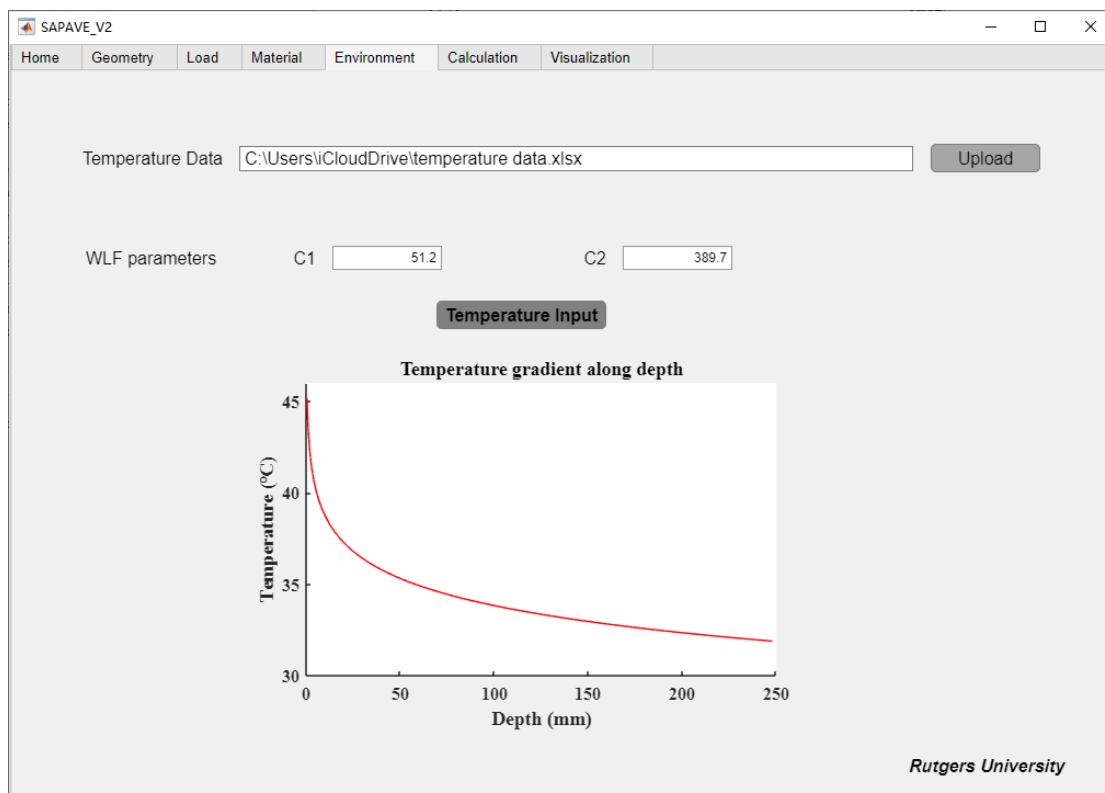 SAPAVE_V2
Home Geometry Load Material Environment Calculation Visualization
Temperature Data C:\Users\iCloudDrive\temperature data.xlsx Upload
WLF parameters C1 51.2 C2 389.7
Temperature Input
Temperature gradient along depth
Temperature (°C)
45
40
35
30
0 50 100 150 200 250
Depth (mm)
Rutgers University